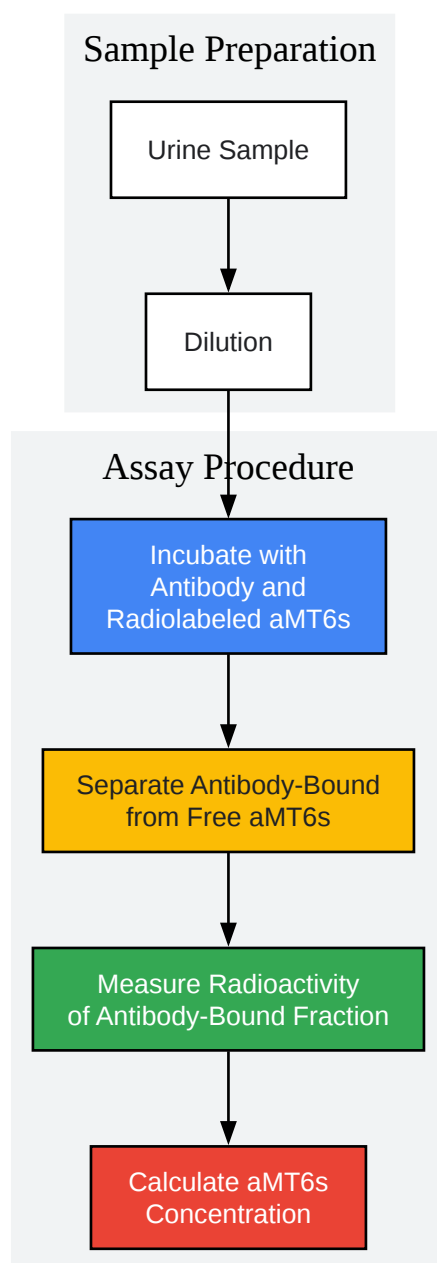 Sample Preparation
Urine Sample
Dilution
Assay Procedure
Incubate with
Antibody and
Radiolabeled aMT6s
Separate Antibody-Bound
from Free aMT6s
Measure Radioactivity
of Antibody-Bound Fraction
Calculate aMT6s
Concentration